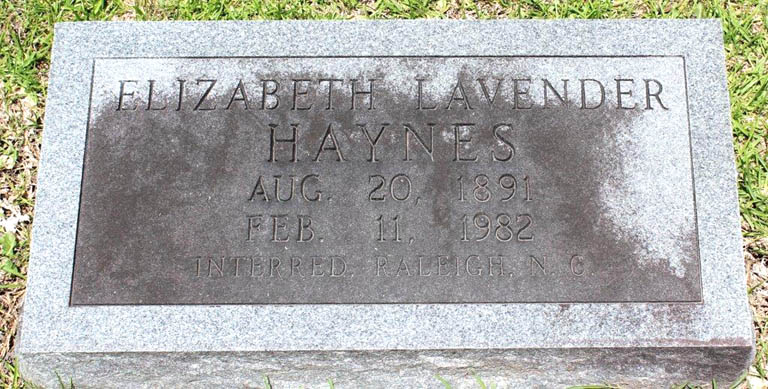 ELIZABETH LAVENDER
HAYNES
AUG. 20, 1891
FEB. 11, 1982
INTERRED, RALEIGH, N. C.